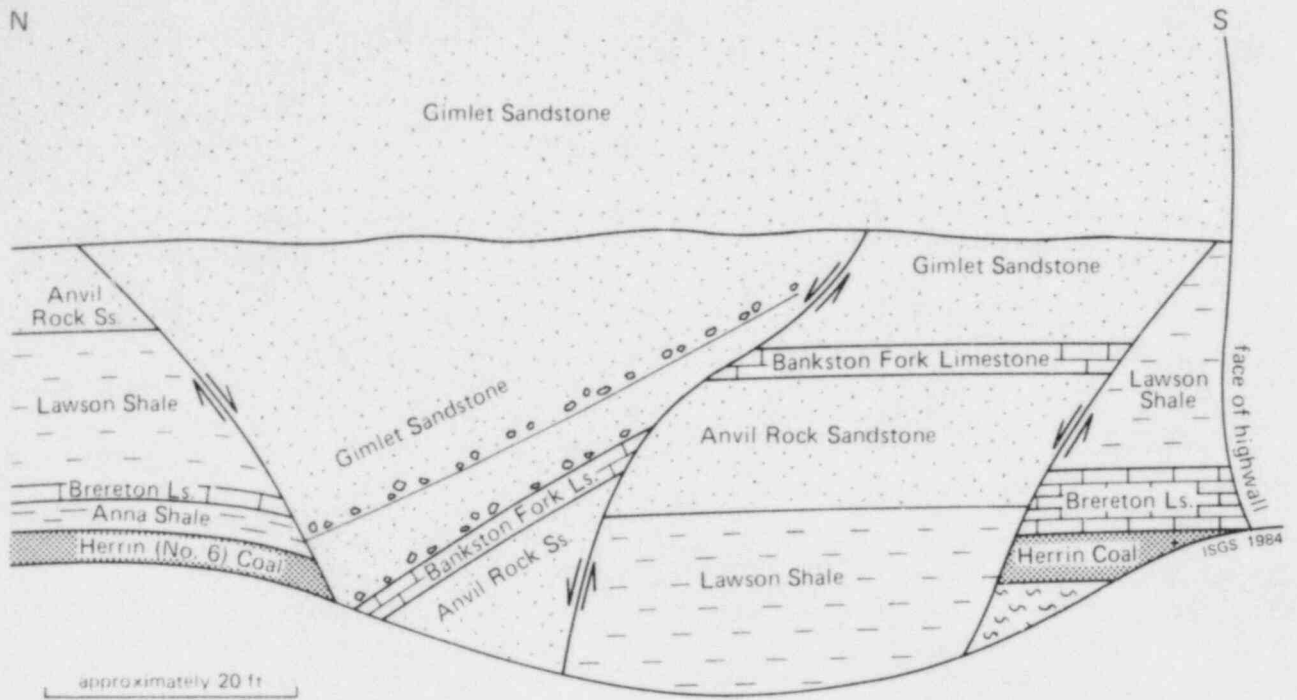 N
S
Gimlet Sandstone
Gimlet Sandstone
Anvil
Rock Ss.
Bankston Fork Limestone
Lawson
Shale
face of highwall
Lawson Shale
Gimlet Sandstone
Anvil Rock Sandstone
Bankston Fork Ls.
Brereton Ls.
Brereton Ls.
Anna Shale
Herrin (No. 6) Coal
Anvil Rock Ss.
Lawson Shale
Herrin Coal
ISGS 1984
approximately 20 ft